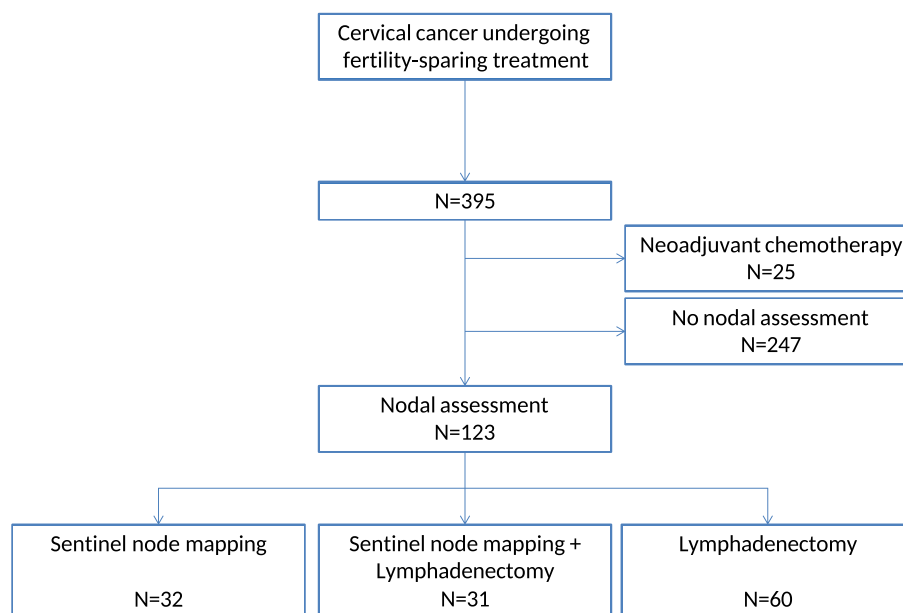 Cervical cancer undergoing
fertility-sparing treatment
N=395
Neoadjuvant chemotherapy
N=25
No nodal assessment
N=247
Nodal assessment
N=123
Sentinel node mapping
N=32
Sentinel node mapping +
Lymphadenectomy
N=31
Lymphadenectomy
N=60